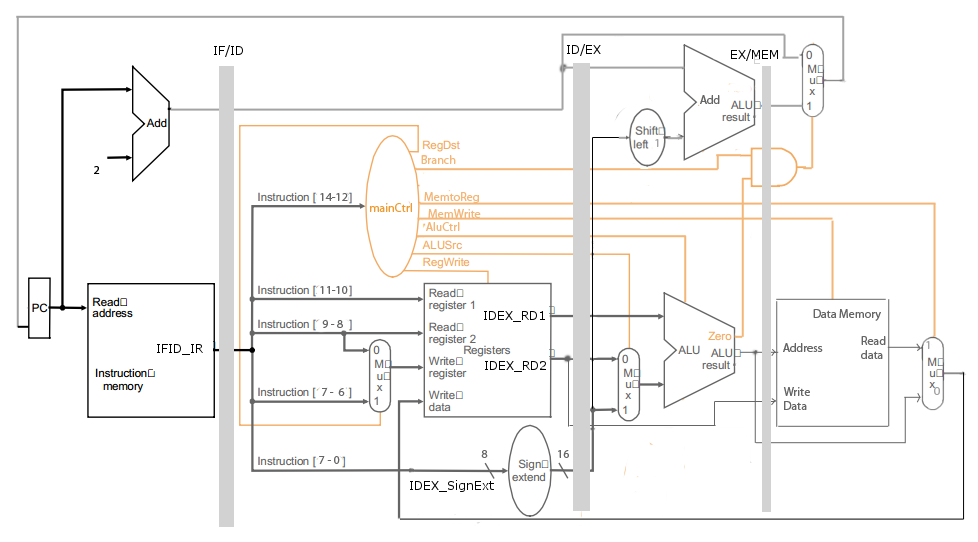 IF/ID
ID/EX
EX/MEM
0
M
u
x
1
Add
2
Add
ALU
result
Shift
left 1
RegDst
Branch
MemtoReg
MemWrite
'AluCtrl
ALUSrc
RegWrite
mainCtrl
Instruction [ 14-12]
Instruction [ 11-10]
Instruction [ 9 - 8 ]
Instruction [ 7 - 6 ]
Instruction [ 7 - 0 ]
PC
Read
address
IFID_IR
Instruction
memory
0
M
u
x
1
Read
register 1
Read
register 2
Registers
Write
register
Write
data
IDEX_RD1
IDEX_RD2
0
M
u
x
1
Zero
ALU
ALU
result
Data Memory
Address
Read
data
Write
Data
1
M
u
x
0
8
Sign
extend
16
IDEX_SignExt